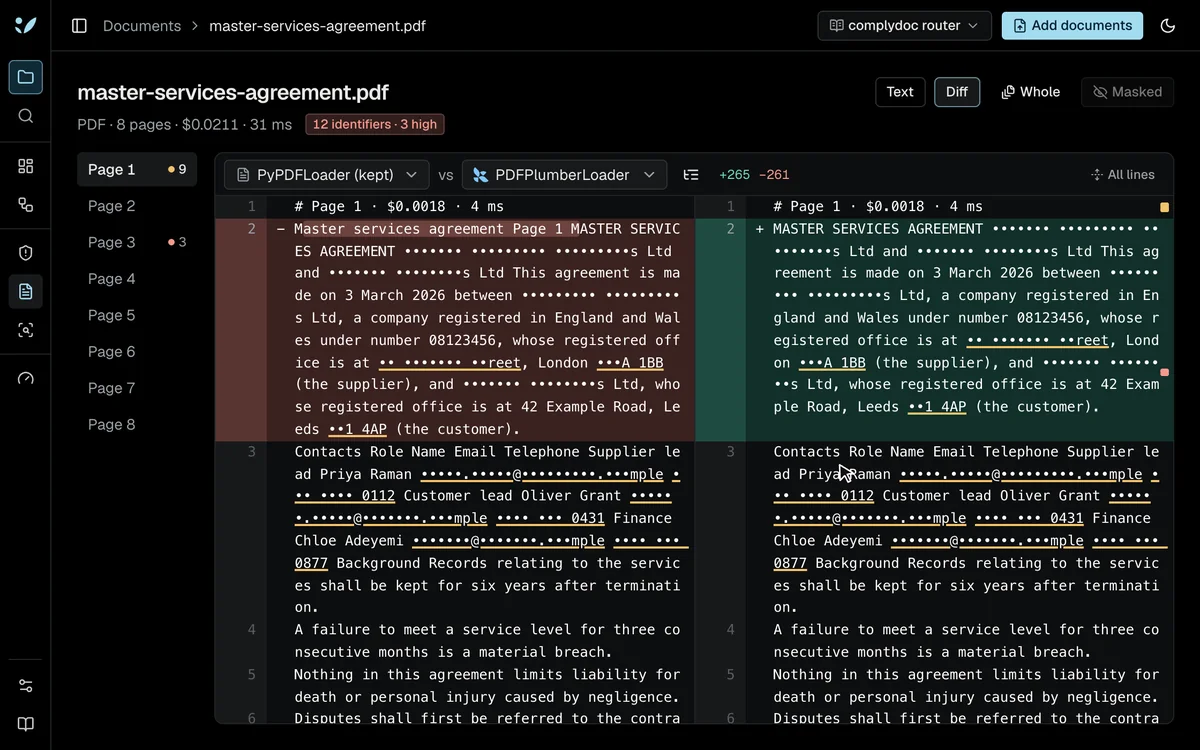 Documents > master-services-agreement.pdf
complydoc router
Add documents
master-services-agreement.pdf
PDF · 8 pages · $0.0211 · 31 ms
12 identifiers · 3 high
Text
Diff
Whole
Masked
Page 1 9
Page 2
Page 3 3
Page 4
Page 5
Page 6
Page 7
Page 8
PyPDFLoader (kept) vs PDFPlumberLoader +265 −261 All lines
1 # Page 1 · $0.0018 · 4 ms
2 − Master services agreement Page 1 MASTER SERVIC
ES AGREEMENT ••••••• ••••••••• •••••••••s Ltd
and ••••••• ••••••••s Ltd This agreement is ma
de on 3 March 2026 between ••••••••• •••••••••
s Ltd, a company registered in England and Wal
es under number 08123456, whose registered off
ice is at •• ••••••• ••reet, London •••A 1BB
(the supplier), and ••••••• ••••••••s Ltd, who
se registered office is at 42 Example Road, Le
eds ••1 4AP (the customer).
3 Contacts Role Name Email Telephone Supplier le
ad Priya Raman •••••.•••••@•••••••••.•••mple •
•• •••• 0112 Customer lead Oliver Grant •••••
•.•••••@•••••••.•••mple •••• ••• 0431 Finance
Chloe Adeyemi •••••••@•••••••.•••mple •••• •••
0877 Background Records relating to the servic
es shall be kept for six years after terminati
on.
4 A failure to meet a service level for three co
nsecutive months is a material breach.
5 Nothing in this agreement limits liability for
death or personal injury caused by negligence.
6 Disputes shall first be referred to the contra
1 # Page 1 · $0.0018 · 4 ms
2 + MASTER SERVICES AGREEMENT ••••••• ••••••••• ••
•••••••s Ltd and ••••••• ••••••••s Ltd This ag
reement is made on 3 March 2026 between ••••••
••• •••••••••s Ltd, a company registered in En
gland and Wales under number 08123456, whose r
egistered office is at •• ••••••• ••reet, Lond
on •••A 1BB (the supplier), and ••••••• ••••••
••s Ltd, whose registered office is at 42 Exam
ple Road, Leeds ••1 4AP (the customer).
3 Contacts Role Name Email Telephone Supplier le
ad Priya Raman •••••.•••••@•••••••••.•••mple •
•• •••• 0112 Customer lead Oliver Grant •••••
•.•••••@•••••••.•••mple •••• ••• 0431 Finance
Chloe Adeyemi •••••••@•••••••.•••mple •••• •••
0877 Background Records relating to the servic
es shall be kept for six years after terminati
on.
4 A failure to meet a service level for three co
nsecutive months is a material breach.
5 Nothing in this agreement limits liability for
death or personal injury caused by negligence.
6 Disputes shall first be referred to the contra